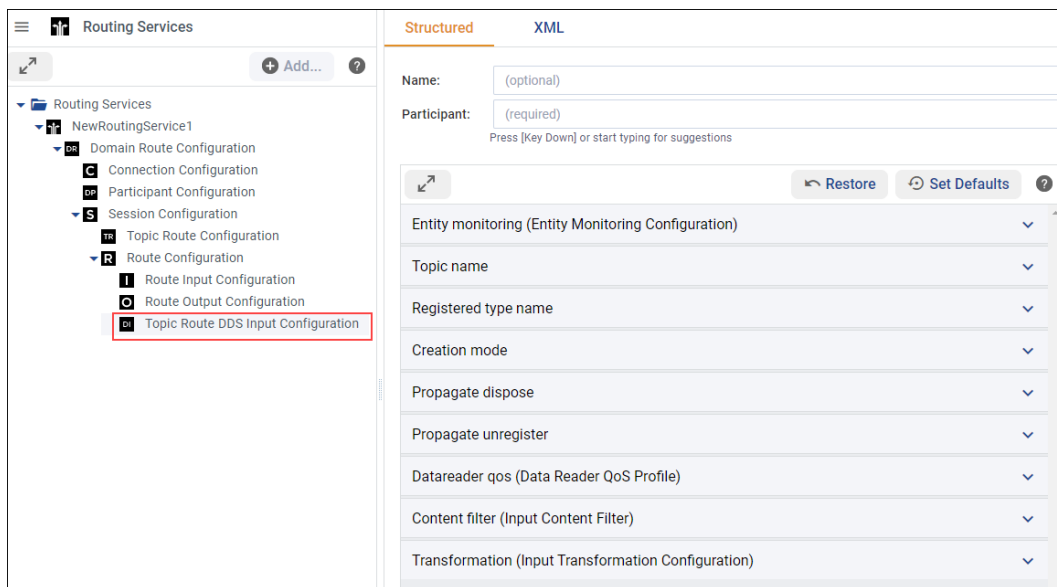 Routing Services
Add...
?
Routing Services
NewRoutingService1
DR Domain Route Configuration
C Connection Configuration
DP Participant Configuration
S Session Configuration
TR Topic Route Configuration
R Route Configuration
I Route Input Configuration
O Route Output Configuration
DI Topic Route DDS Input Configuration
Structured XML
Name: (optional)
Participant: (required)
Press [Key Down] or start typing for suggestions
Restore Set Defaults ?
Entity monitoring (Entity Monitoring Configuration)
Topic name
Registered type name
Creation mode
Propagate dispose
Propagate unregister
Datareader qos (Data Reader QoS Profile)
Content filter (Input Content Filter)
Transformation (Input Transformation Configuration)